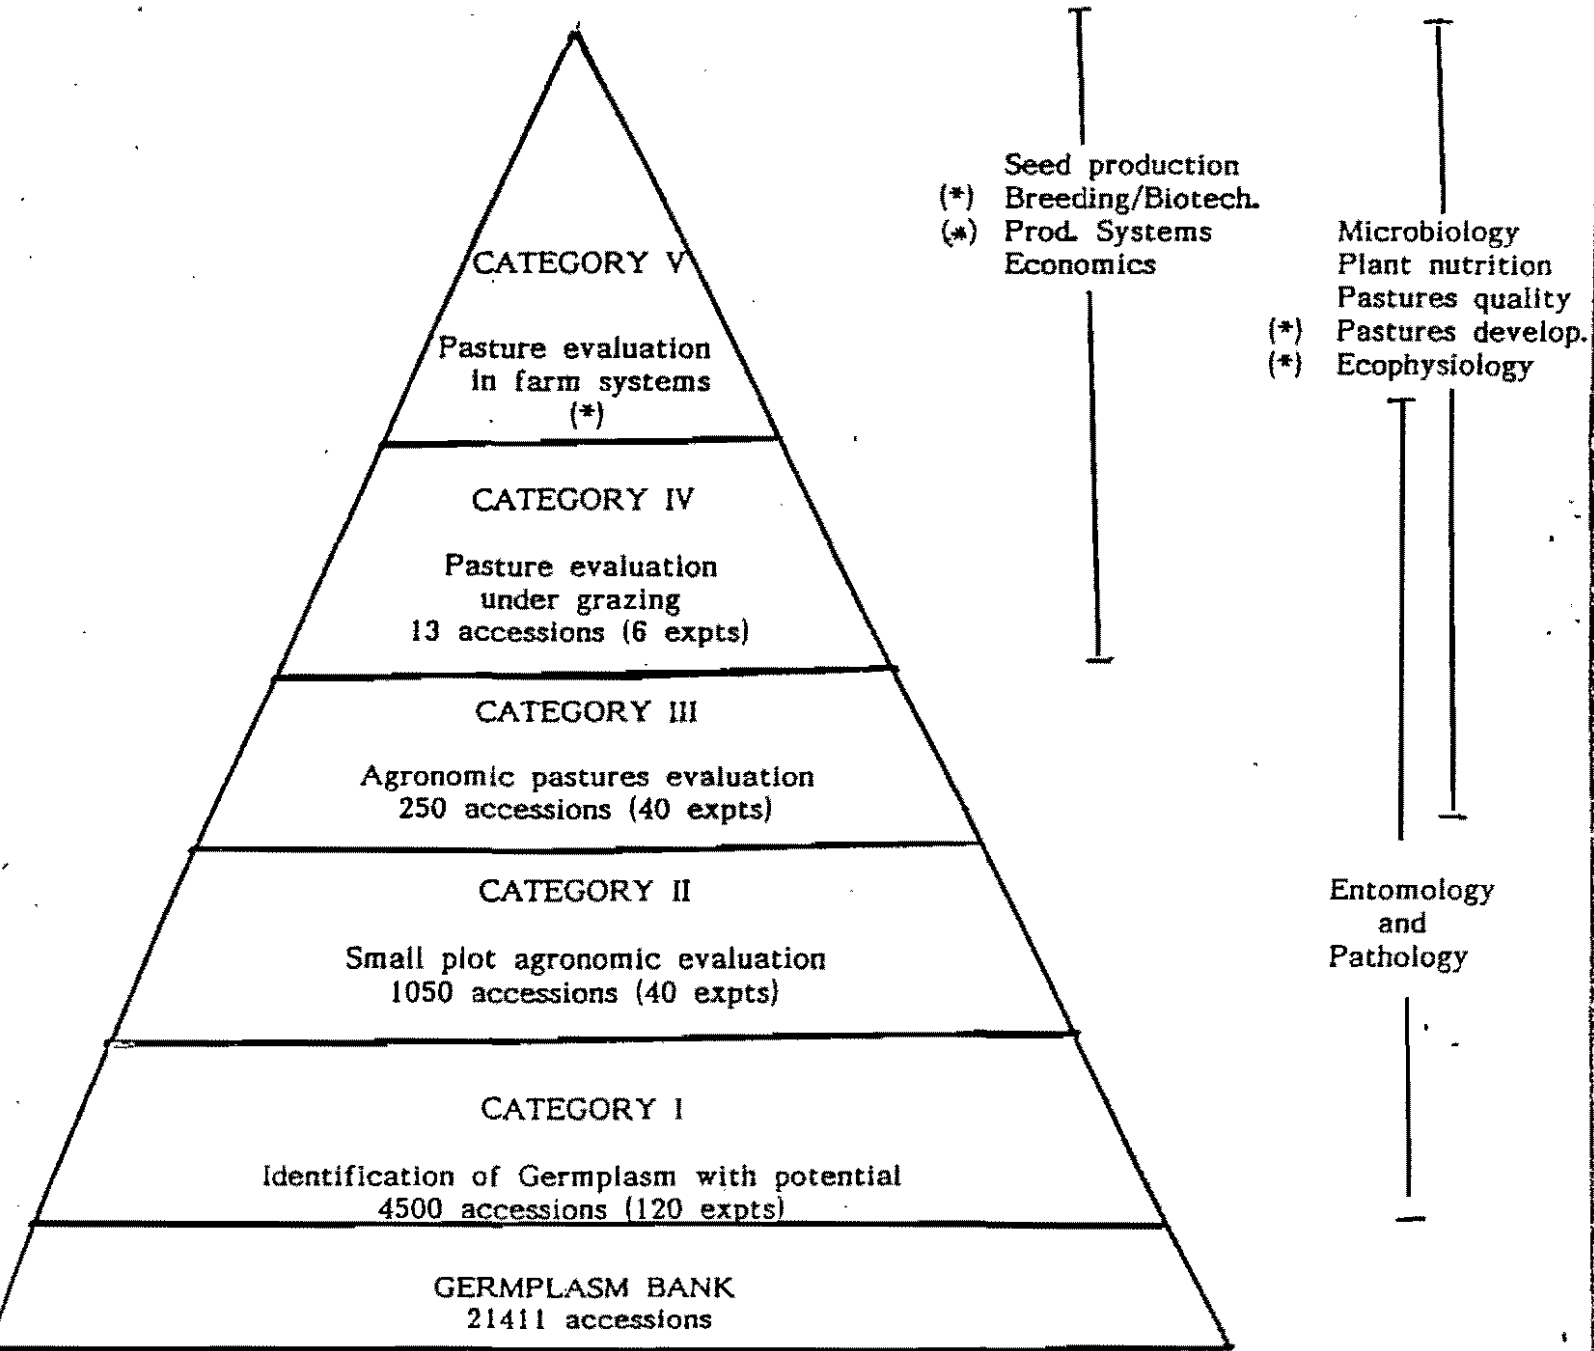 CATEGORY V
Pasture evaluation
in farm systems
(*)
CATEGORY IV
Pasture evaluation
under grazing
13 accessions (6 expts)
CATEGORY III
Agronomic pastures evaluation
250 accessions (40 expts)
CATEGORY II
Small plot agronomic evaluation
1050 accessions (40 expts)
CATEGORY I
Identification of Germplasm with potential
4500 accessions (120 expts)
GERMPLASM BANK
21411 accessions
Seed production
(*) Breeding/Biotech.
(*) Prod. Systems
Economics
Microbiology
Plant nutrition
Pastures quality
(*) Pastures develop.
(*) Ecophysiology
Entomology
and
Pathology